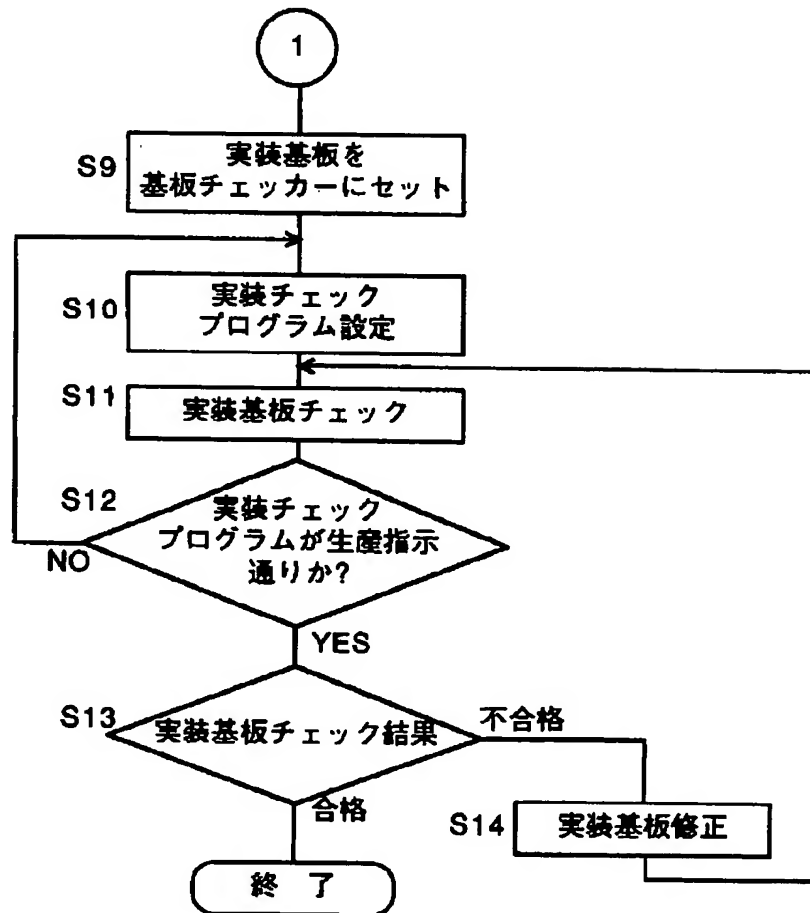 1
S9
実装基板を
基板チェッカーにセット
S10
実装チェック
プログラム設定
S11
実装基板チェック
S12
実装チェック
プログラムが生産指示
通りか?
NO
YES
S13
実装基板チェック結果
不合格
合格
S14
実装基板修正
終 了